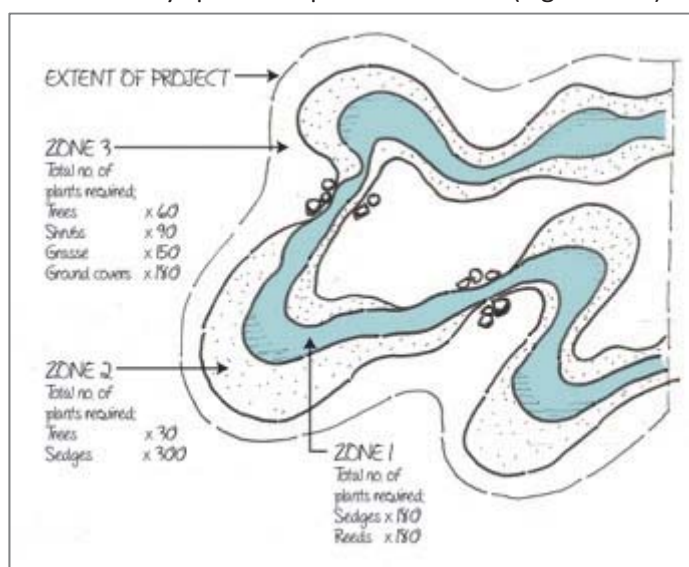 EXTENT OF PROJECT
ZONE 3
Total no. of
plants required;
Trees x 60
Shrubs x 90
Grasse x 150
Ground covers x 180
ZONE 2
Total no. of
plants required;
Trees x 30
Sedges x 300
ZONE 1
Total no. of
plants required;
Sedges x 180
Reeds x 180